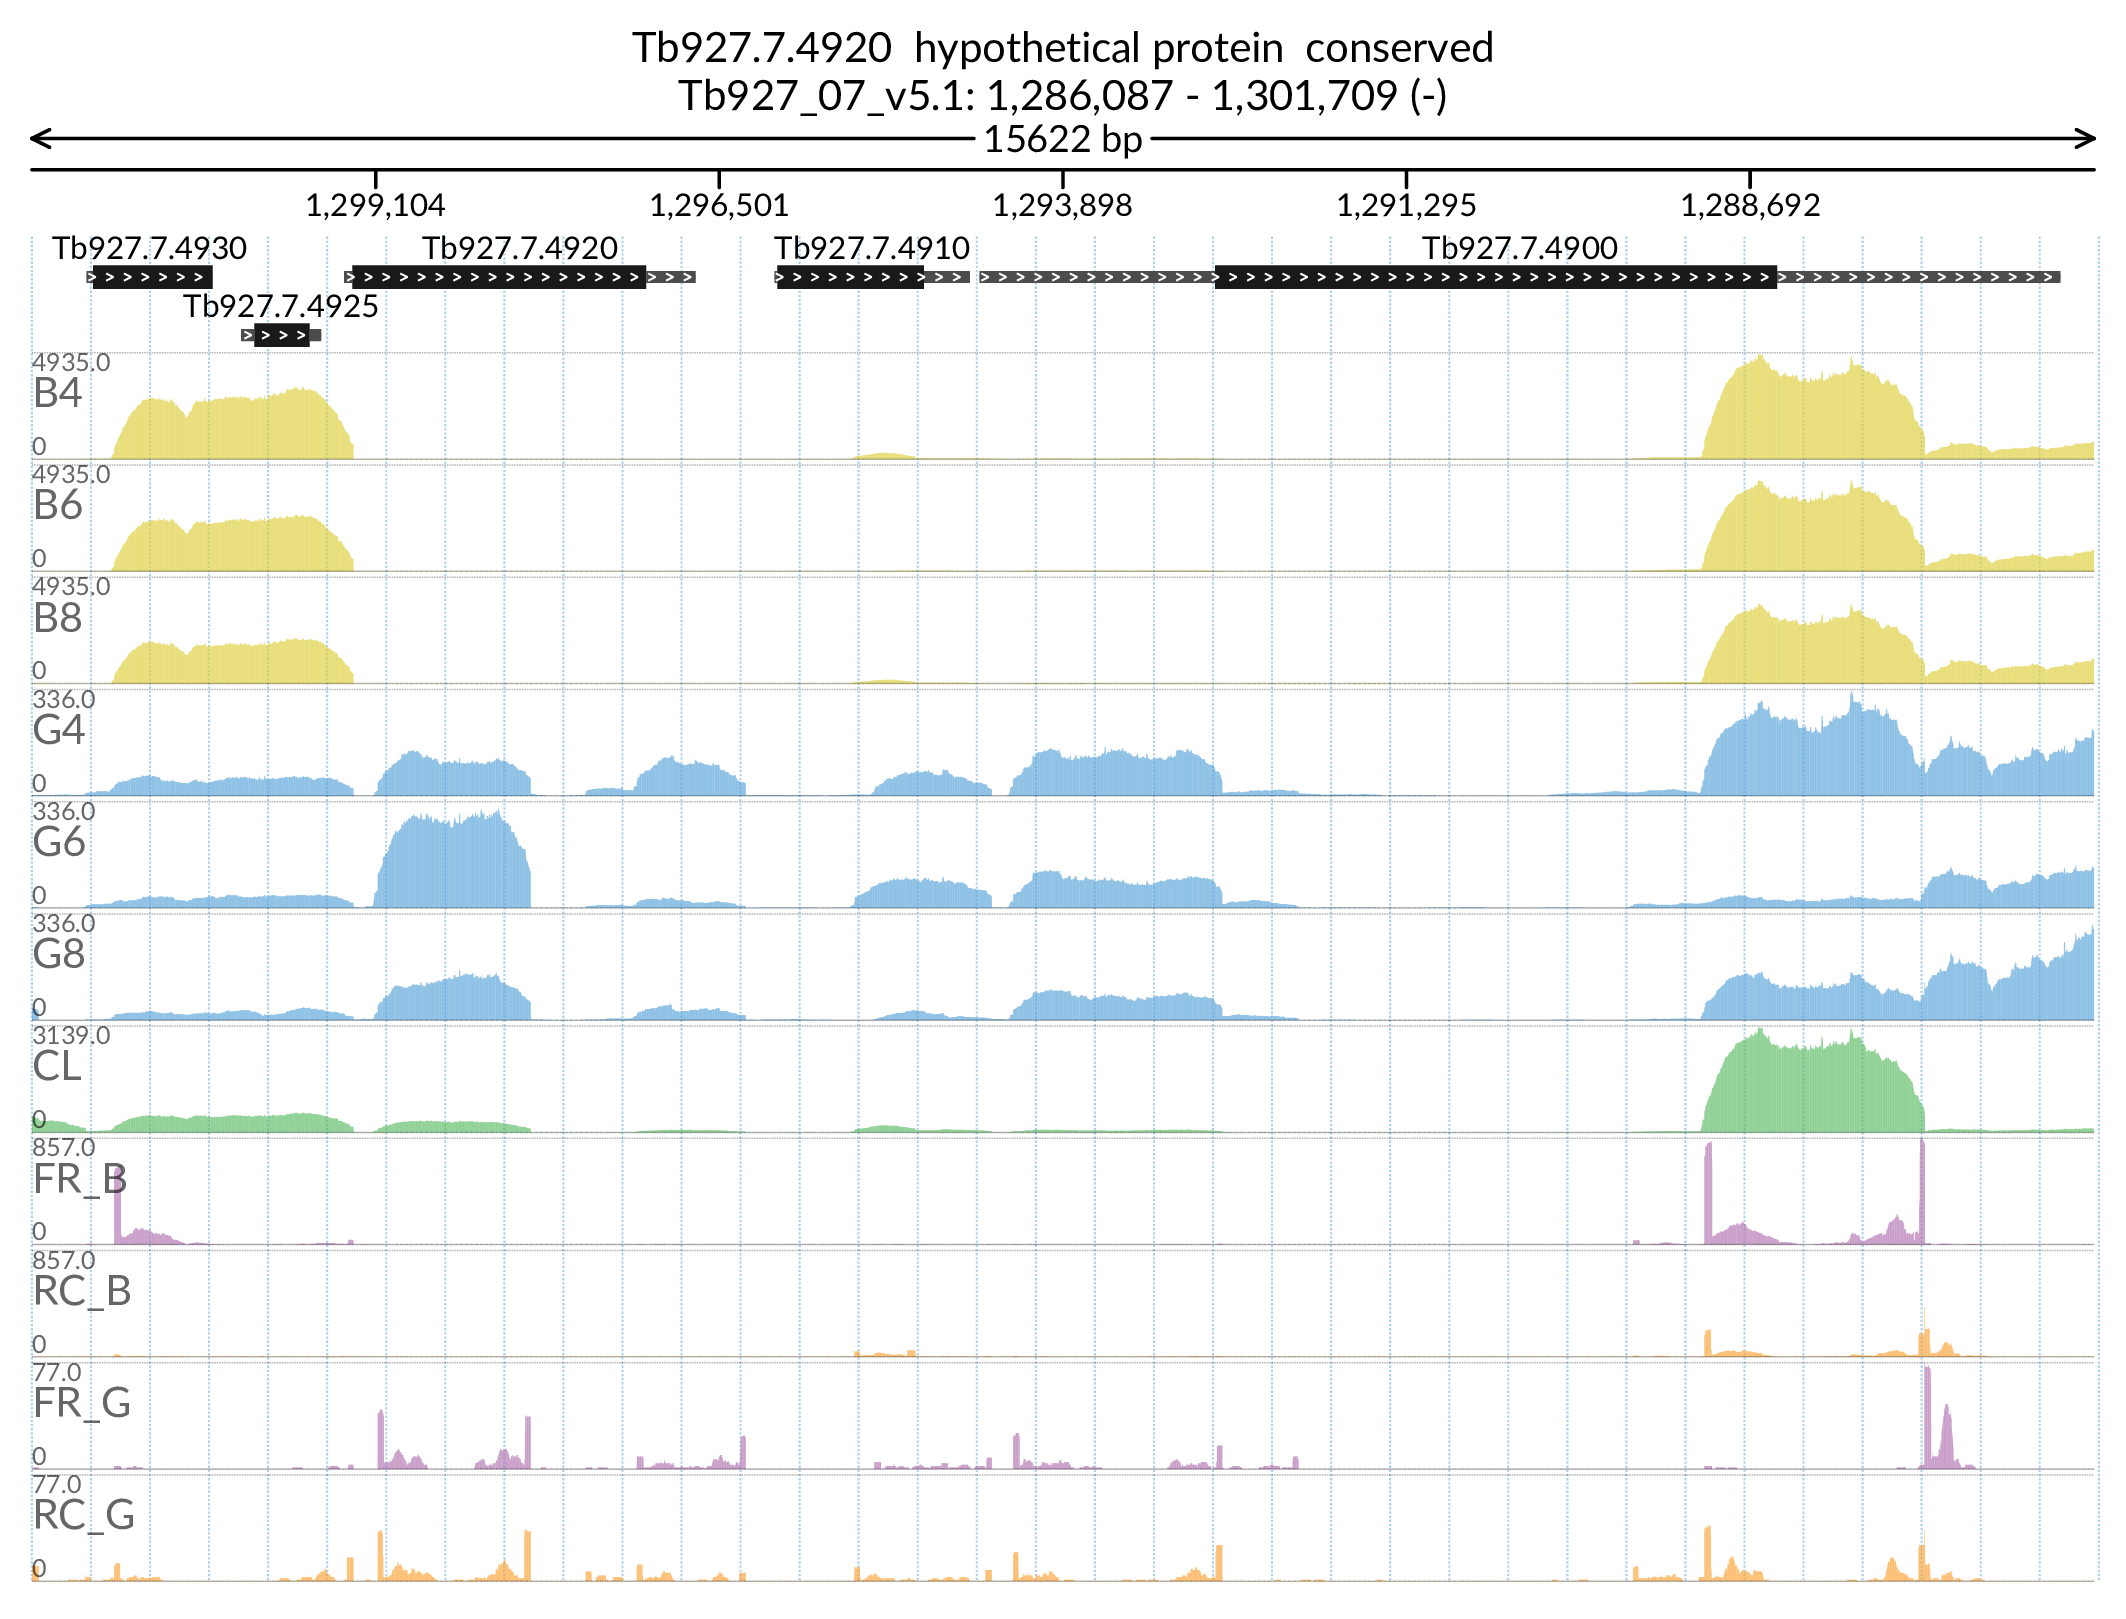 Tb927.7.4920  hypothetical protein  conserved
Tb927_07_v5.1: 1,286,087 - 1,301,709 (-)
15622 bp
1,299,104 1,296,501 1,293,898 1,291,295 1,288,692
Tb927.7.4930 Tb927.7.4920 Tb927.7.4910 Tb927.7.4900
Tb927.7.4925
4935.0
B4
0
4935.0
B6
0
4935.0
B8
0
336.0
G4
0
336.0
G6
0
336.0
G8
0
3139.0
CL
0
857.0
FR_B
0
857.0
RC_B
0
77.0
FR_G
0
77.0
RC_G
0